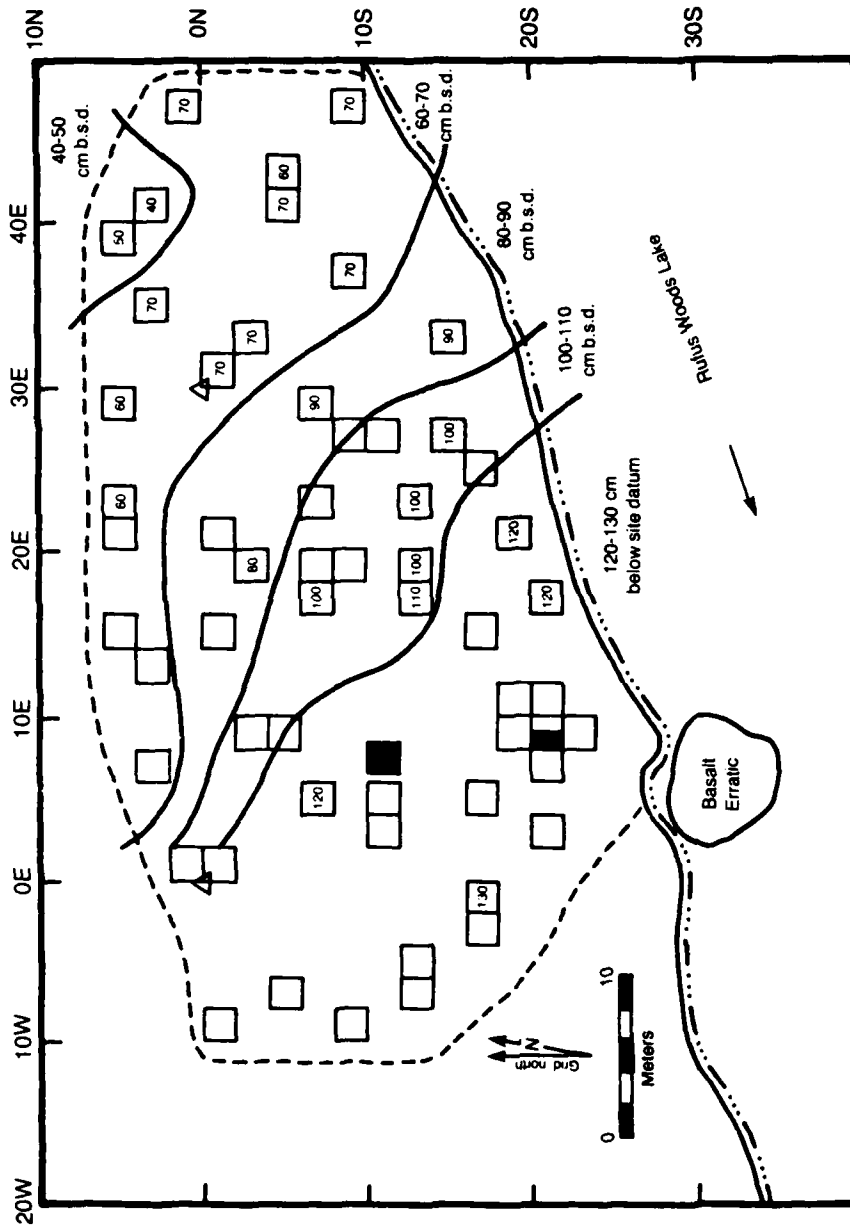 20W 10W 0E 10E 20E 30E 40E
10N
40-50
cm b.s.d.
60 60 50
70 40
0N
70
70
80 70
70 60
120 100 90
10S
70 70
60-70
cm b.s.d.
110 100 100
100 90
130
80-90
cm b.s.d.
120
20S
120
100-110
cm b.s.d.
Grid north
N
120-130 cm
below site datum
0 10
Meters
Rufus Woods Lake
30S
Basalt
Erratic